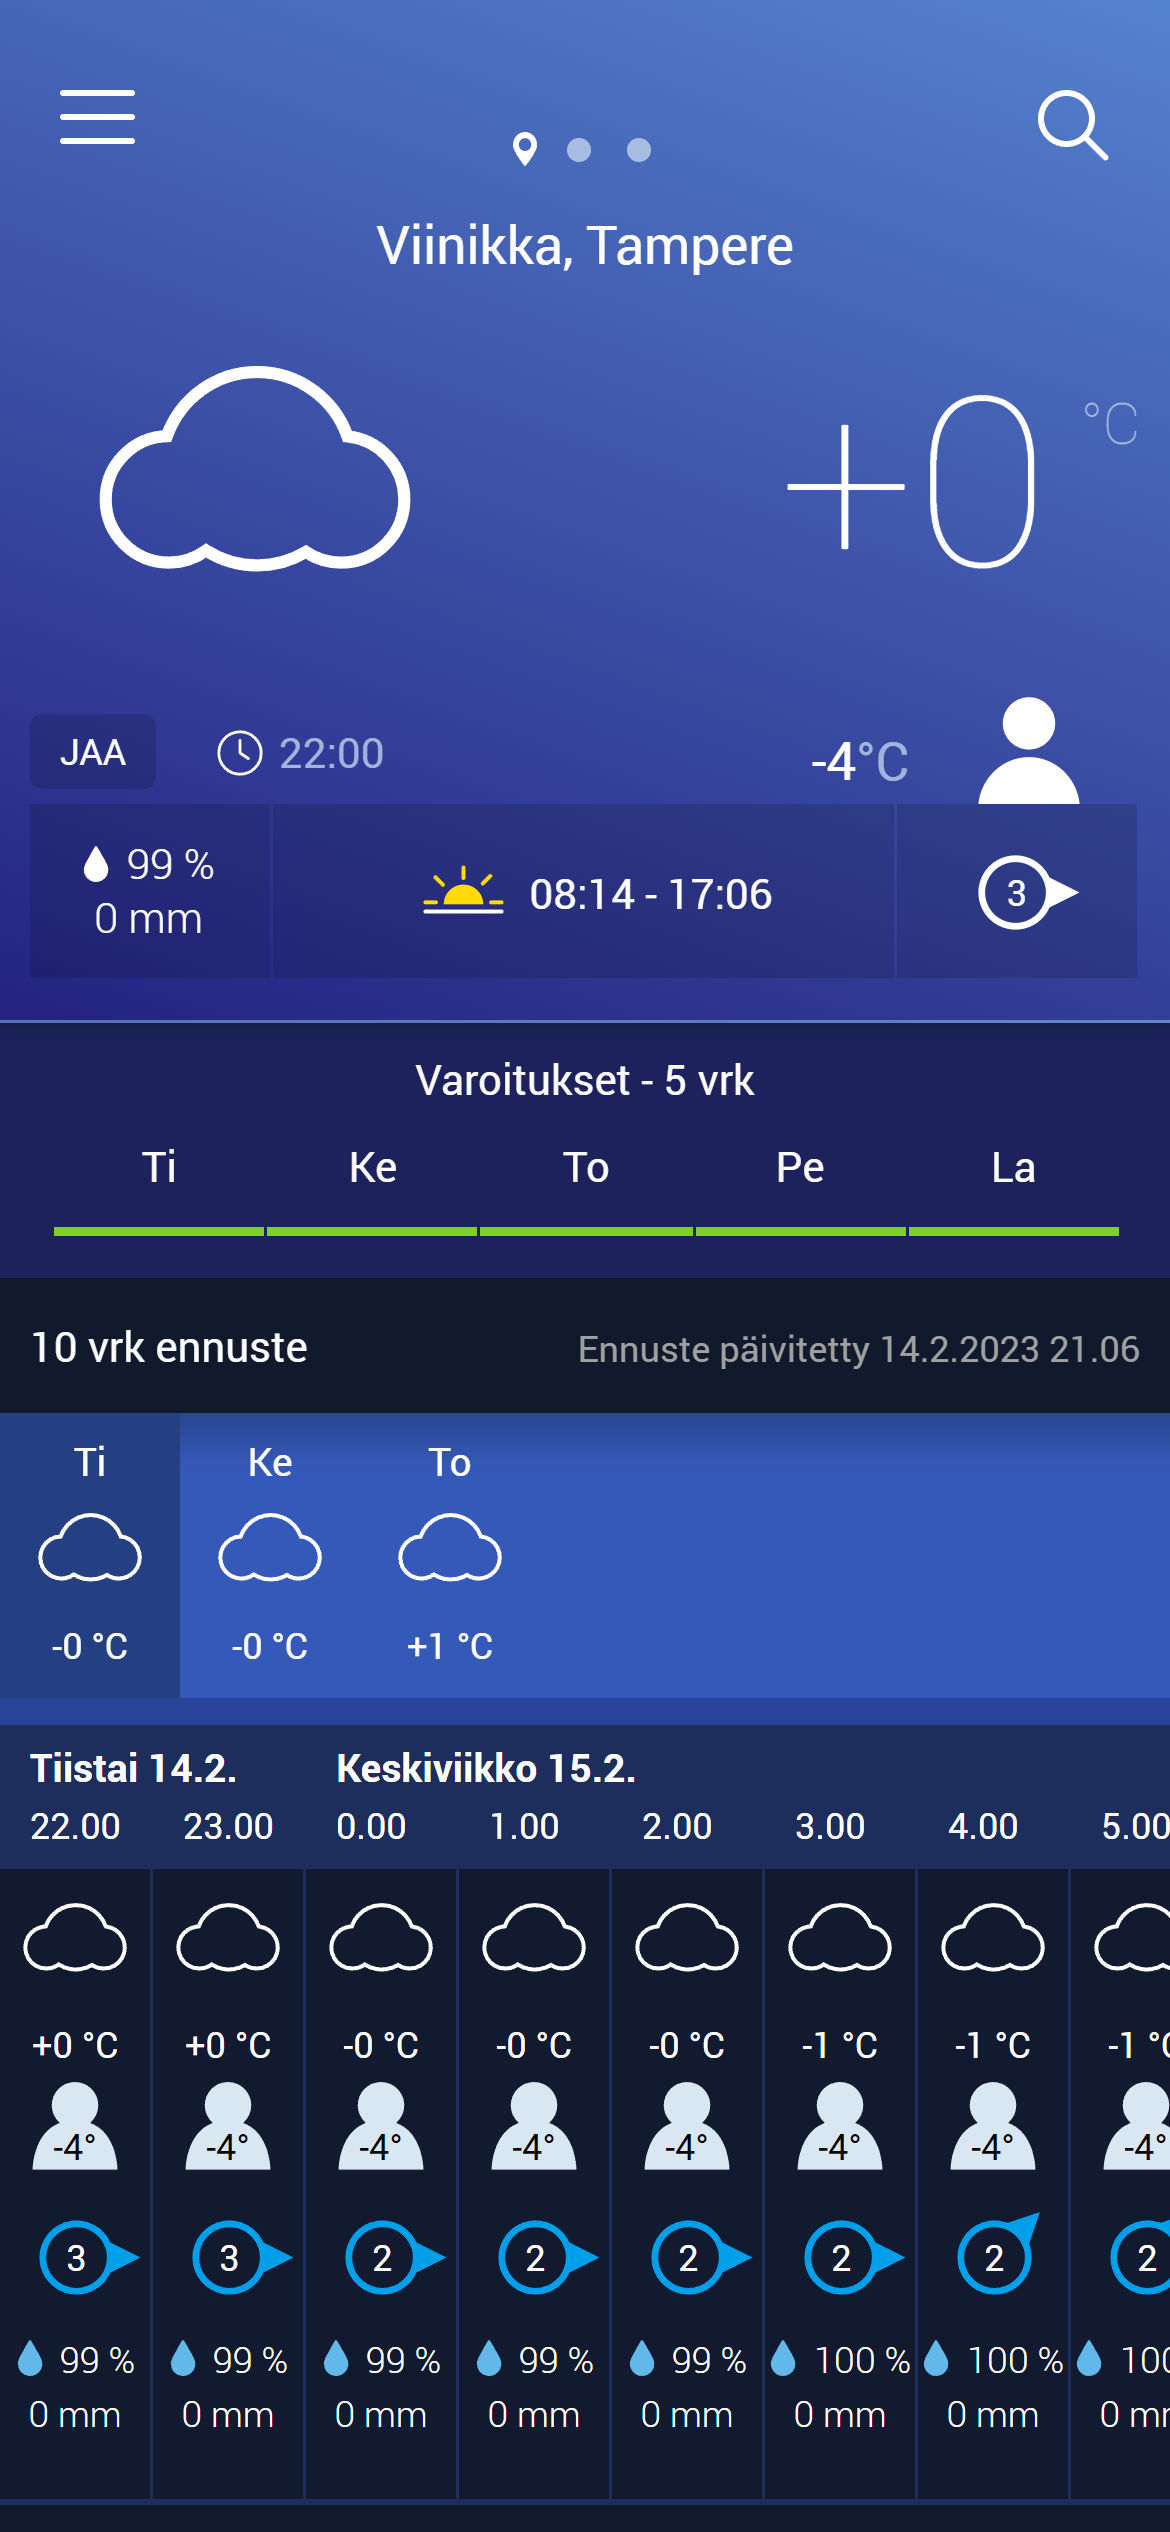 Viinikka, Tampere
+0 °C
JAA 22:00 -4°C
99 % 08:14 - 17:06 3
0 mm
Varoitukset - 5 vrk
Ti Ke To Pe La
10 vrk ennuste Ennuste päivitetty 14.2.2023 21.06
Ti Ke To
-0 °C -0 °C +1 °C
Tiistai 14.2. Keskiviikko 15.2.
22.00 23.00 0.00 1.00 2.00 3.00 4.00 5.00
+0 °C +0 °C -0 °C -0 °C -0 °C -1 °C -1 °C -1 °C
-4° -4° -4° -4° -4° -4° -4° -4°
3 3 2 2 2 2 2 2
99 % 99 % 99 % 99 % 99 % 100 % 100 % 100
0 mm 0 mm 0 mm 0 mm 0 mm 0 mm 0 mm 0 mm